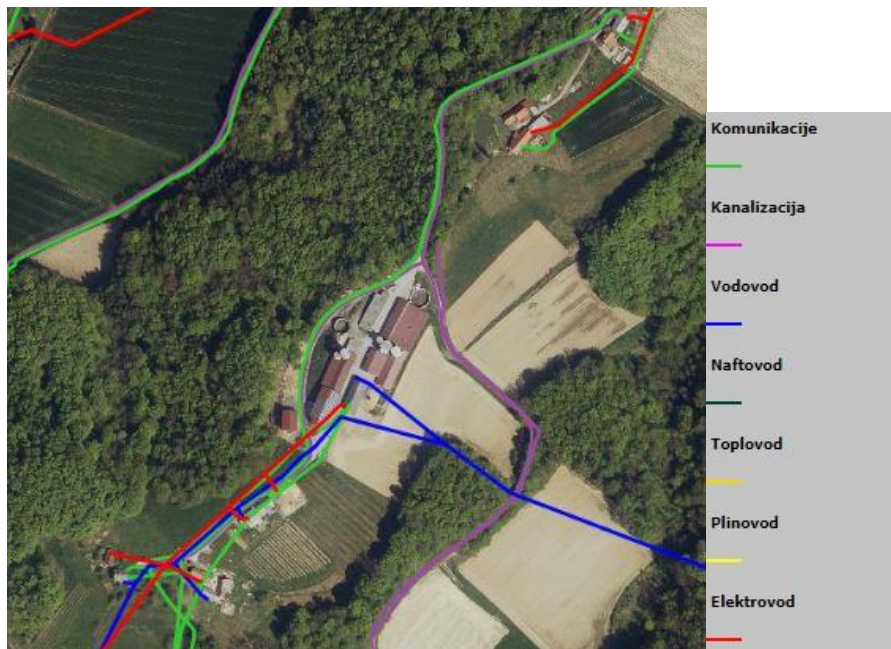 Komunikacije
Kanalizacija
Vodovod
Naftovod
Toplovod
Plinovod
Elektrovod